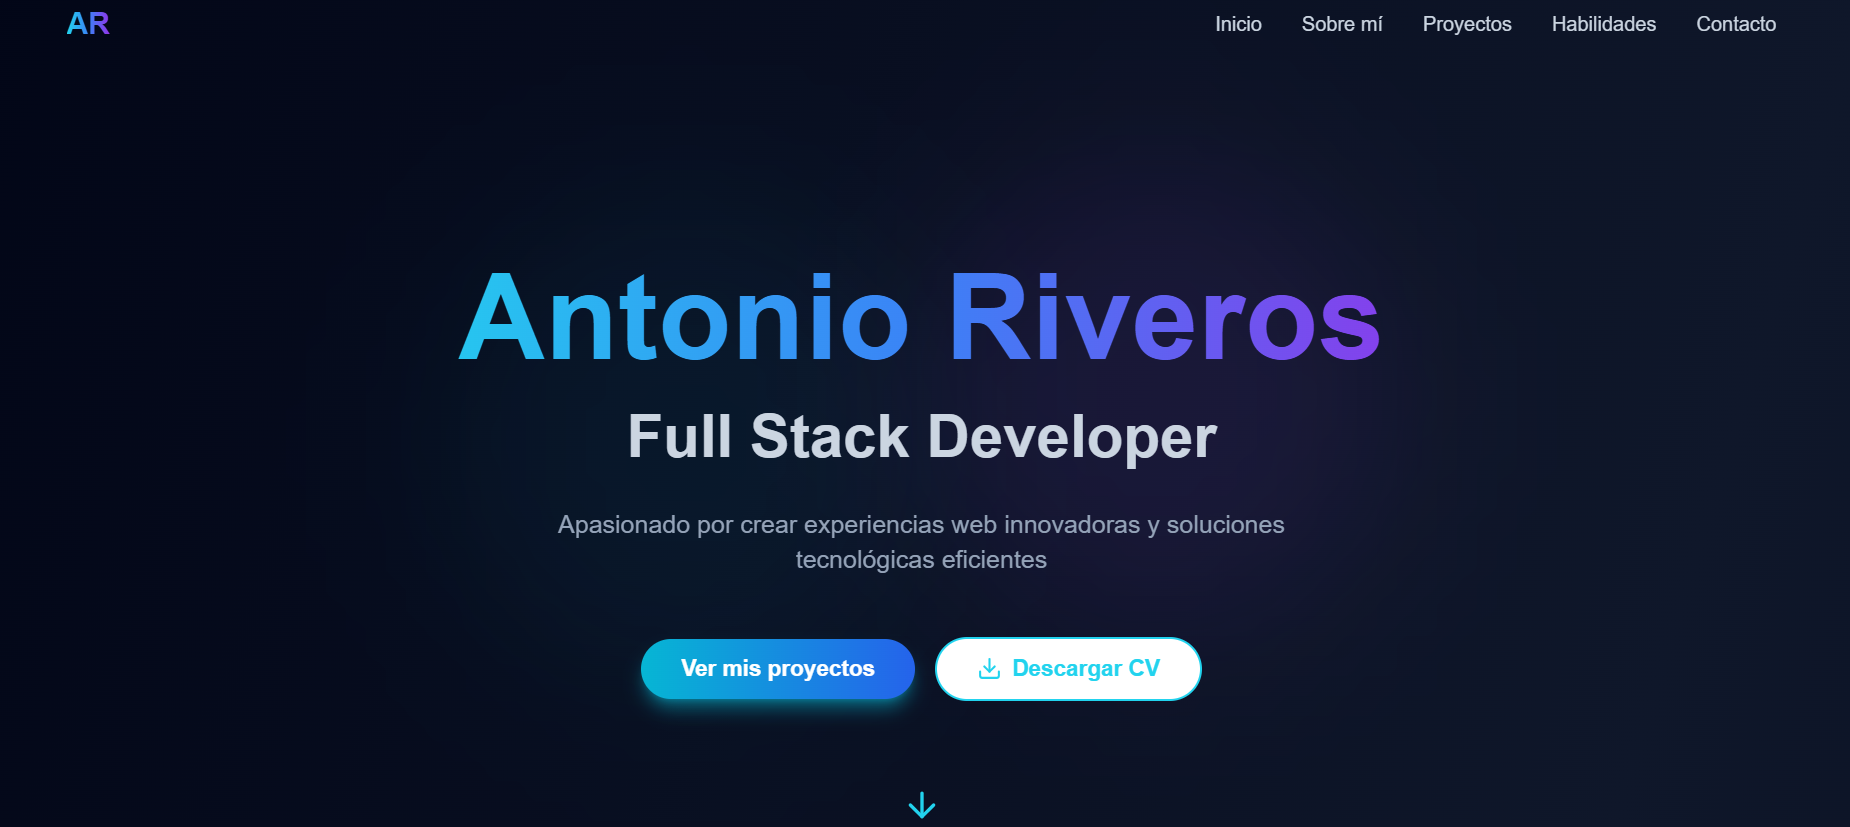 AR
Inicio Sobre mí Proyectos Habilidades Contacto
Antonio Riveros
Full Stack Developer
Apasionado por crear experiencias web innovadoras y soluciones
tecnológicas eficientes
Ver mis proyectos
Descargar CV